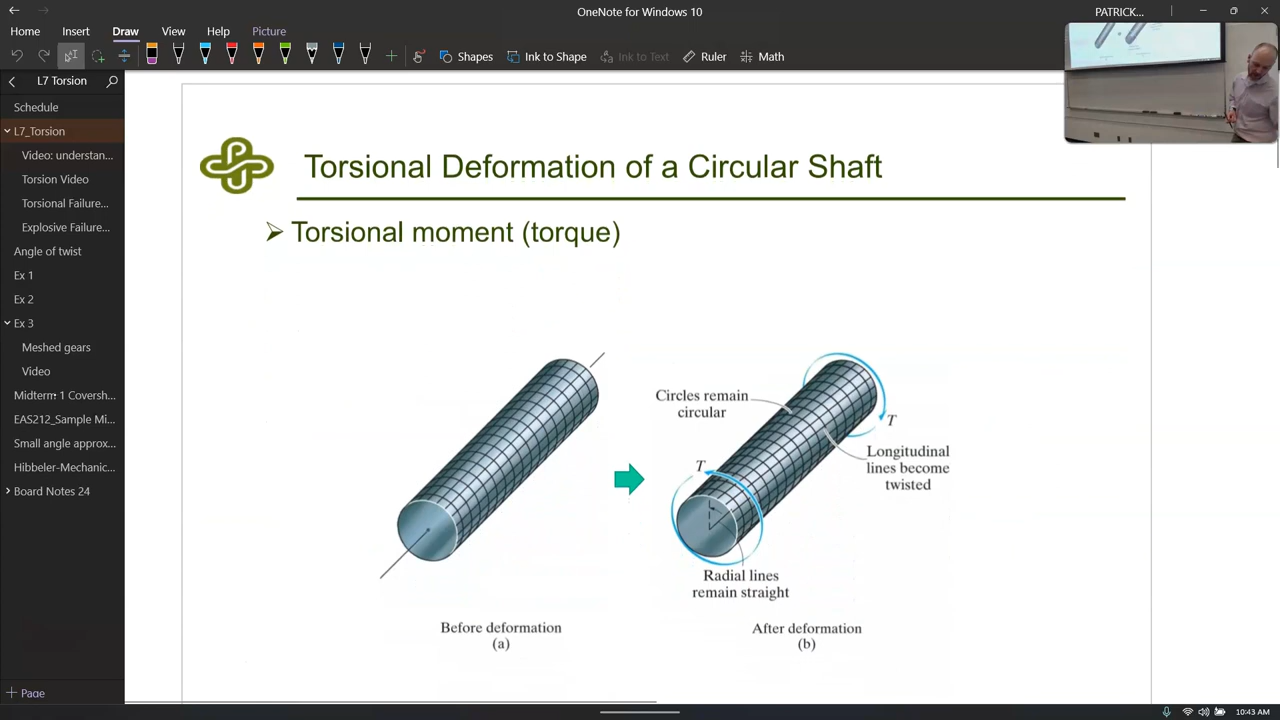 OneNote for Windows 10
PATRICK...
Home
Insert
Draw
View
Help
Picture
Shapes
Ink to Shape
Ink to Text
Ruler
Math
L7 Torsion
Schedule
L7_Torsion
Video: understan...
Torsion Video
Torsional Failure...
Explosive Failure...
Angle of twist
Ex 1
Ex 2
Ex 3
Meshed gears
Video
Midterm 1 Coversh...
EAS212_Sample Mi...
Small angle approx...
Hibbeler-Mechanic...
Board Notes 24
+ Page
Torsional Deformation of a Circular Shaft
➢ Torsional moment (torque)
Circles remain
circular
T
Longitudinal
lines become
twisted
T
Radial lines
remain straight
Before deformation
(a)
After deformation
(b)
10:43 AM